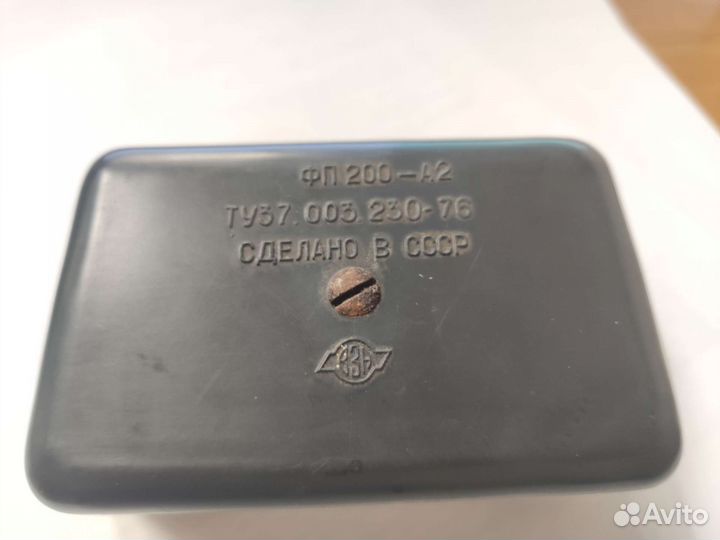 ФП 200-А2
ТУ37.003.230-76
СДЕЛАНО В СССР
Avito